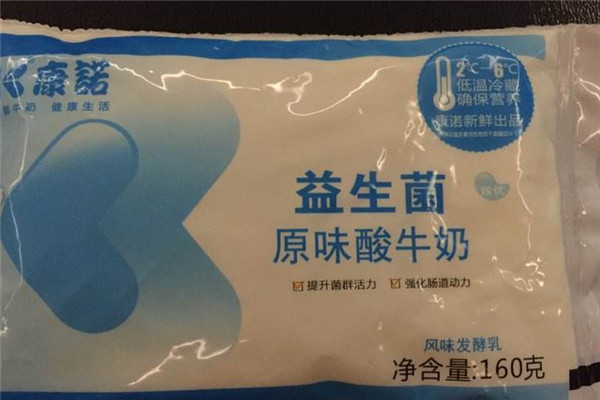 康諾
鲜牛奶 健康生活
2℃ 6℃
低温冷藏
确保营养
康诺新鲜出品
益生菌
双优
原味酸牛奶
提升菌群活力 强化肠道动力
风味发酵乳
净含量:160克